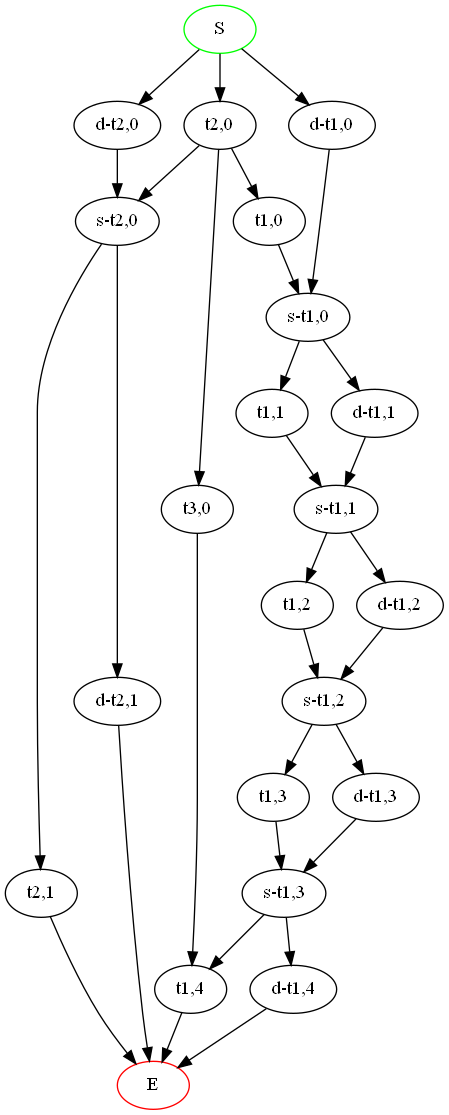 S
d-t2,0
t2,0
d-t1,0
s-t2,0
t1,0
s-t1,0
t1,1
d-t1,1
t3,0
s-t1,1
t1,2
d-t1,2
d-t2,1
s-t1,2
t1,3
d-t1,3
t2,1
s-t1,3
t1,4
d-t1,4
E